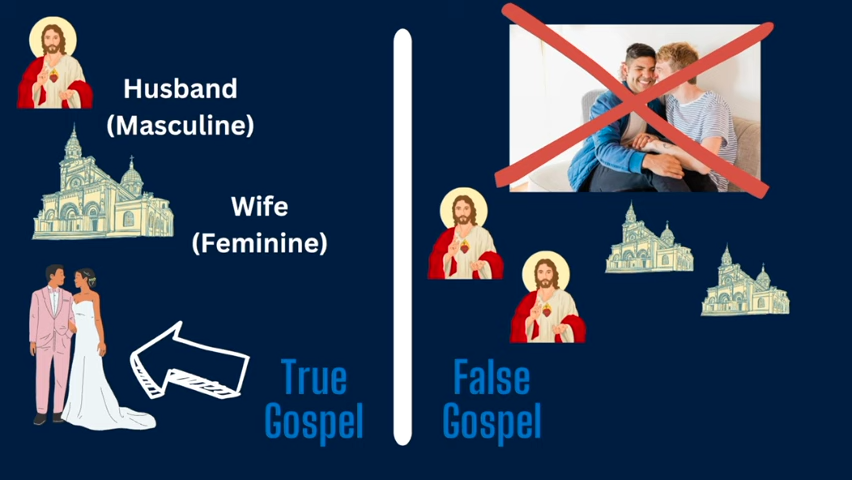 Husband
(Masculine)
Wife
(Feminine)
True
Gospel
False
Gospel